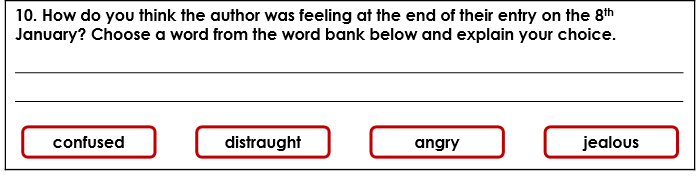 10. How do you think the author was feeling at the end of their entry on the 8th
January? Choose a word from the word bank below and explain your choice.
confused distraught angry jealous